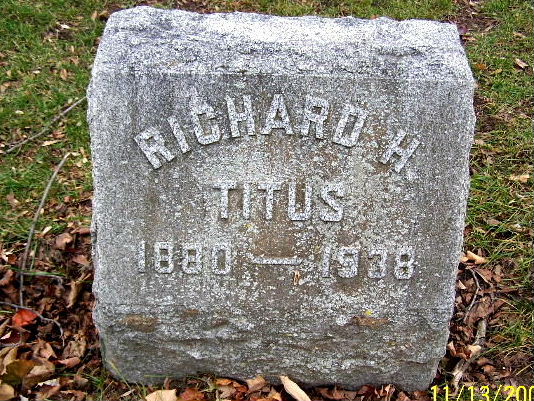 RICHARD H.
TITUS
1880 — 1938
11/13/200